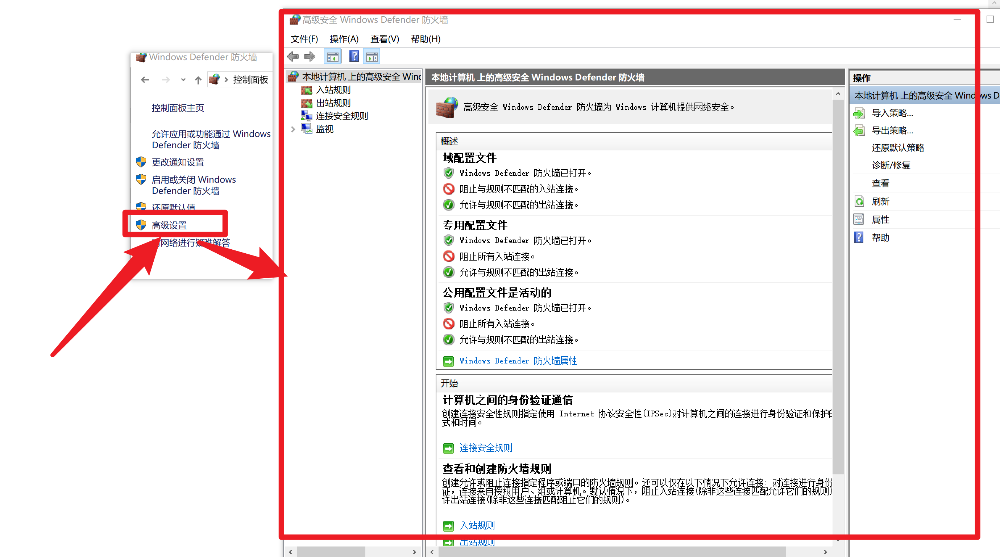 Windows Defender 防火墙
控制面板
控制面板主页
允许应用或功能通过 Windows
Defender 防火墙
更改通知设置
启用或关闭 Windows
Defender 防火墙
还原默认值
高级设置
对网络进行疑难解答
高级安全 Windows Defender 防火墙
文件(F) 操作(A) 查看(V) 帮助(H)
本地计算机 上的高级安全 Wind
入站规则
出站规则
连接安全规则
监视
本地计算机 上的高级安全 Windows Defender 防火墙
高级安全 Windows Defender 防火墙为 Windows 计算机提供网络安全。
概述
域配置文件
Windows Defender 防火墙已打开。
阻止与规则不匹配的入站连接。
允许与规则不匹配的出站连接。
专用配置文件
Windows Defender 防火墙已打开。
阻止所有入站连接。
允许与规则不匹配的出站连接。
公用配置文件是活动的
Windows Defender 防火墙已打开。
阻止所有入站连接。
允许与规则不匹配的出站连接。
Windows Defender 防火墙属性
开始
计算机之间的身份验证通信
创建连接安全性规则指定使用 Internet 协议安全性(IPSec)对计算机之间的连接进行身份验证和保护的
式和时间。
连接安全规则
查看和创建防火墙规则
创建允许或阻止连接指定程序或端口的防火墙规则。还可以仅在以下情况下允许连接: 对连接进行身份
证，连接来自授权用户、组或计算机。默认情况下，阻止入站连接(除非这些连接匹配允许它们的规则)
许出站连接(除非这些连接匹配阻止它们的规则)。
入站规则
出站规则
操作
本地计算机 上的高级安全 Windows D
导入策略...
导出策略...
还原默认策略
诊断/修复
查看
刷新
属性
帮助